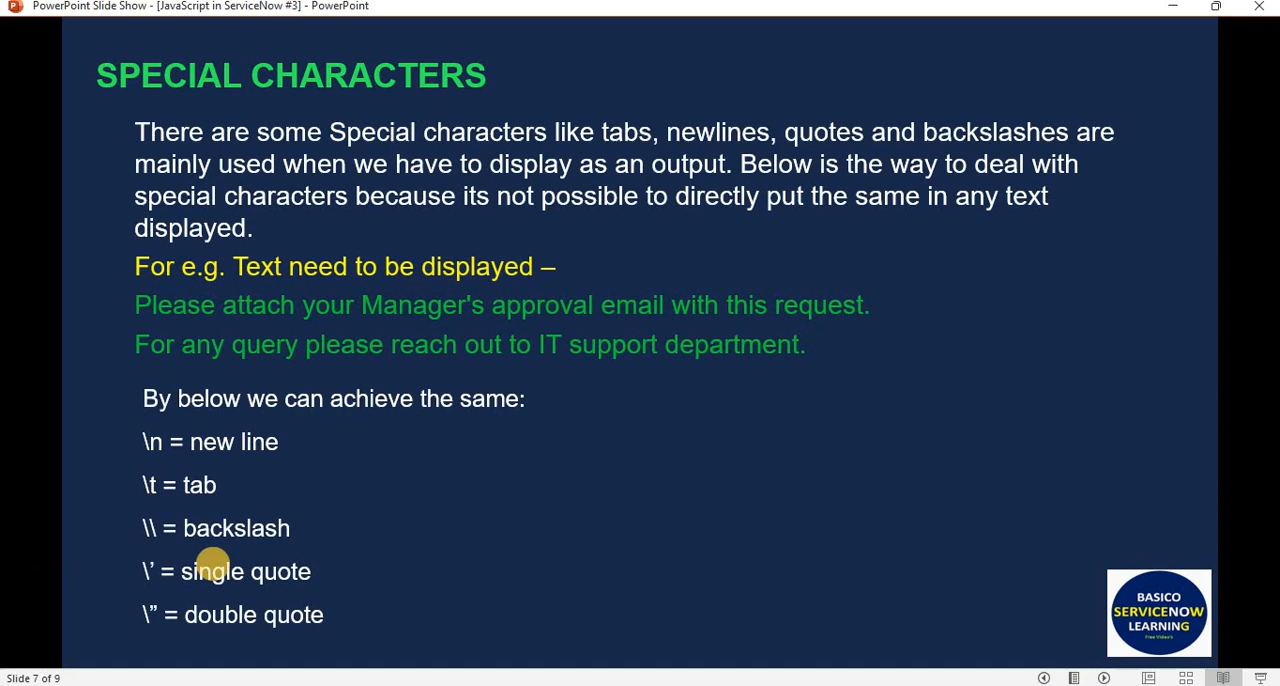 PowerPoint Slide Show - [JavaScript in ServiceNow #3] - PowerPoint
SPECIAL CHARACTERS
There are some Special characters like tabs, newlines, quotes and backslashes are
mainly used when we have to display as an output. Below is the way to deal with
special characters because its not possible to directly put the same in any text
displayed.
For e.g. Text need to be displayed –
Please attach your Manager's approval email with this request.
For any query please reach out to IT support department.
By below we can achieve the same:
\n = new line
\t = tab
\\ = backslash
\’ = single quote
\” = double quote
BASICO
SERVICENOW
LEARNING
Free Video's
Slide 7 of 9